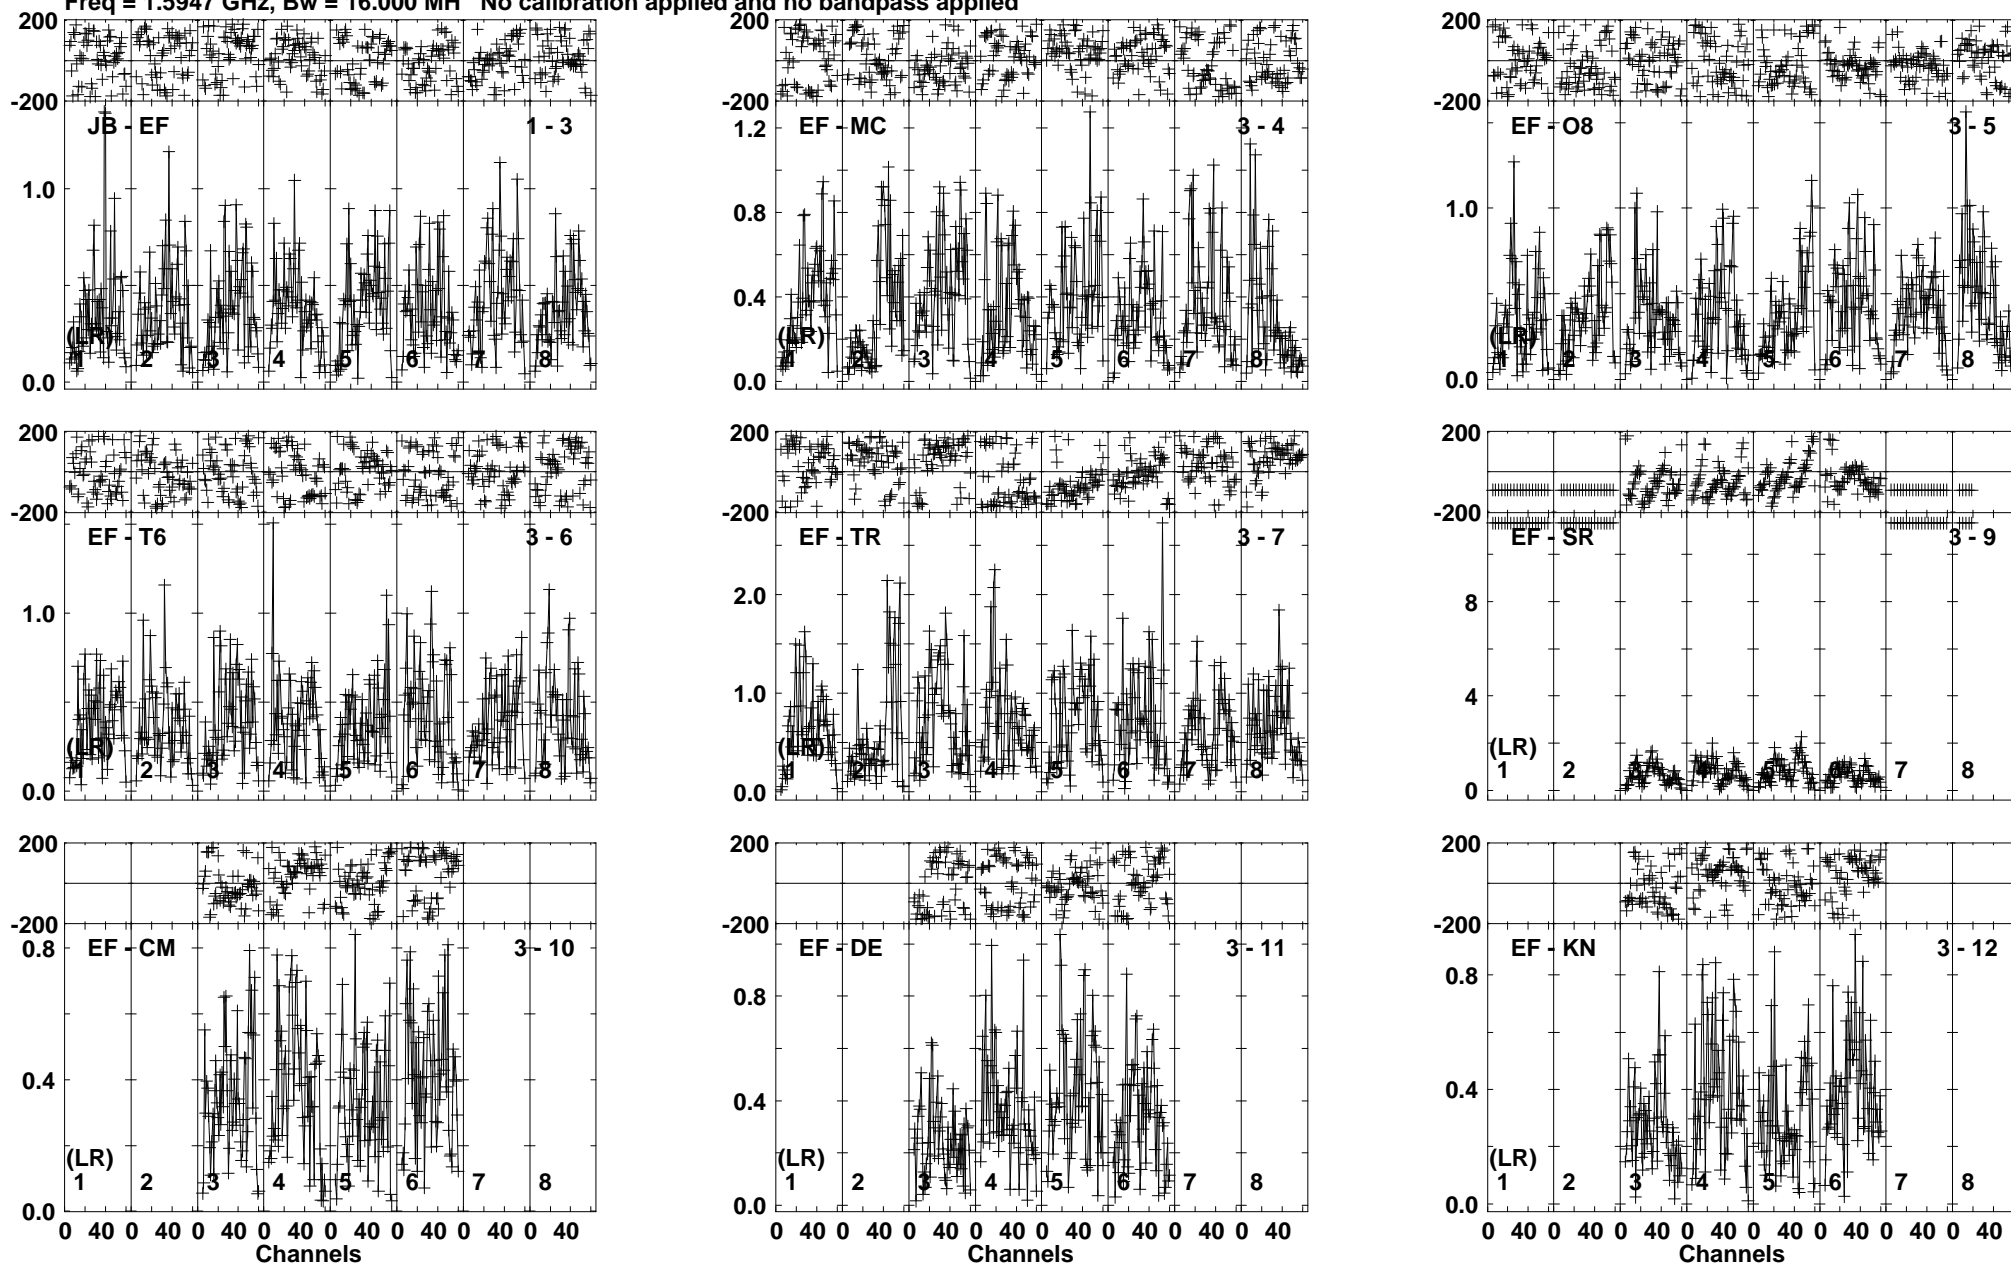 Freq = 1.5947 GHz, Bw = 16.000 MH No calibration applied and no bandpass applied
200 200 200
-200 -200 -200
JB - EF 1 - 3 EF - MC 3 - 4 EF - O8 3 - 5
1.2
1.0 0.8 1.0
0.4
(LR) (LR) (LR)
1 2 3 4 5 6 7 8 1 2 3 4 5 6 7 8 1 2 3 4 5 6 7 8
0.0 0.0 0.0
200 200 200
-200 -200 -200
EF - T6 3 - 6 EF - TR 3 - 7 EF - SR 3 - 9
1.0 2.0 8
1.0 4
(LR) (LR) (LR)
1 2 3 4 5 6 7 8 1 2 3 4 5 6 7 8 1 2 3 4 5 6 7 8
0.0 0.0 0
200 200 200
-200 -200 -200
EF - CM 3 - 10 EF - DE 3 - 11 EF - KN 3 - 12
0.8 0.8 0.8
0.4 0.4 0.4
(LR) (LR) (LR)
1 2 3 4 5 6 7 8 1 2 3 4 5 6 7 8 1 2 3 4 5 6 7 8
0.0 0.0 0.0
0 40 0 40 0 40 0 40 0 40 0 40 0 40 0 40 0 40 0 40 0 40 0 40 0 40 0 40 0 40 0 40 0 40 0 40 0 40 0 40 0 40 0 40 0 40 0 40
Channels Channels Channels